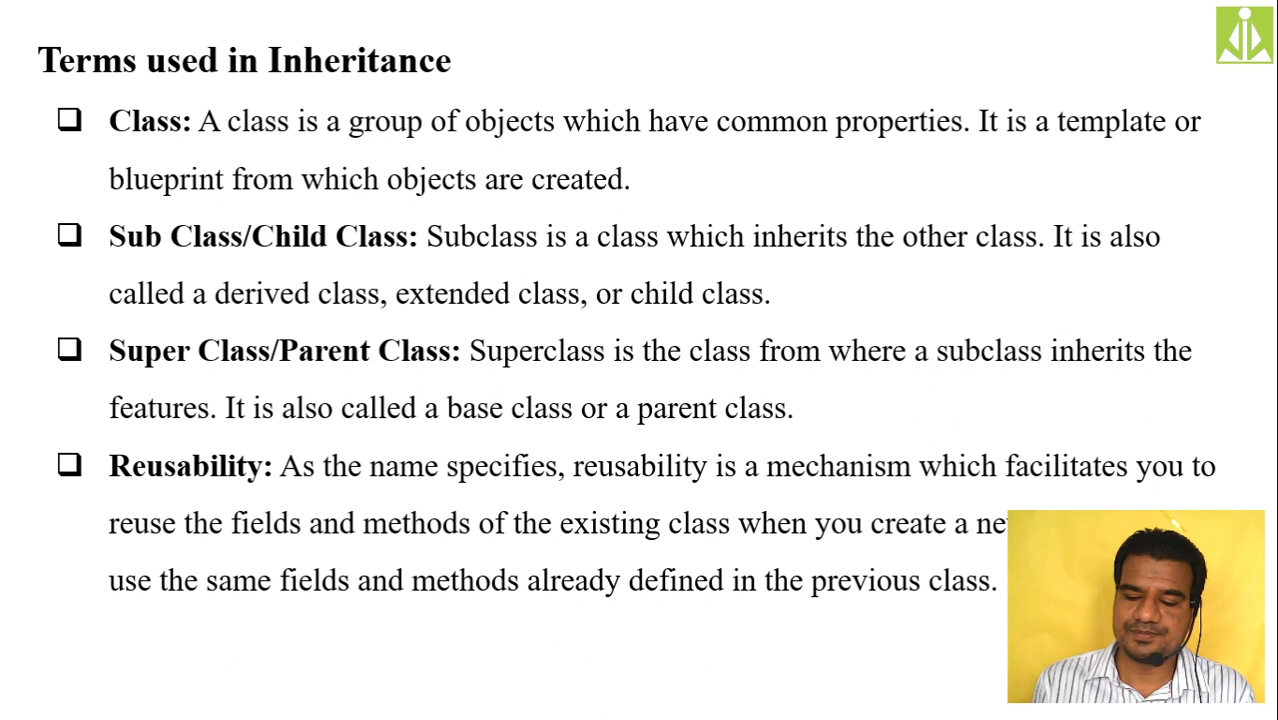 Terms used in Inheritance
Class: A class is a group of objects which have common properties. It is a template or
blueprint from which objects are created.
Sub Class/Child Class: Subclass is a class which inherits the other class. It is also
called a derived class, extended class, or child class.
Super Class/Parent Class: Superclass is the class from where a subclass inherits the
features. It is also called a base class or a parent class.
Reusability: As the name specifies, reusability is a mechanism which facilitates you to
reuse the fields and methods of the existing class when you create a
use the same fields and methods already defined in the previous class.